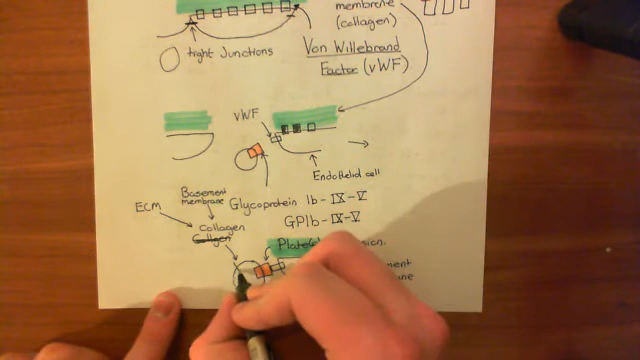 membrane
(collagen)
tight Junctions
Von Willebrand
Factor (vWF)
vWF
Endothelial cell
Basement
membrane
Glycoprotein Ib-IX-V
ECM
GPIb-IX-V
Collagen